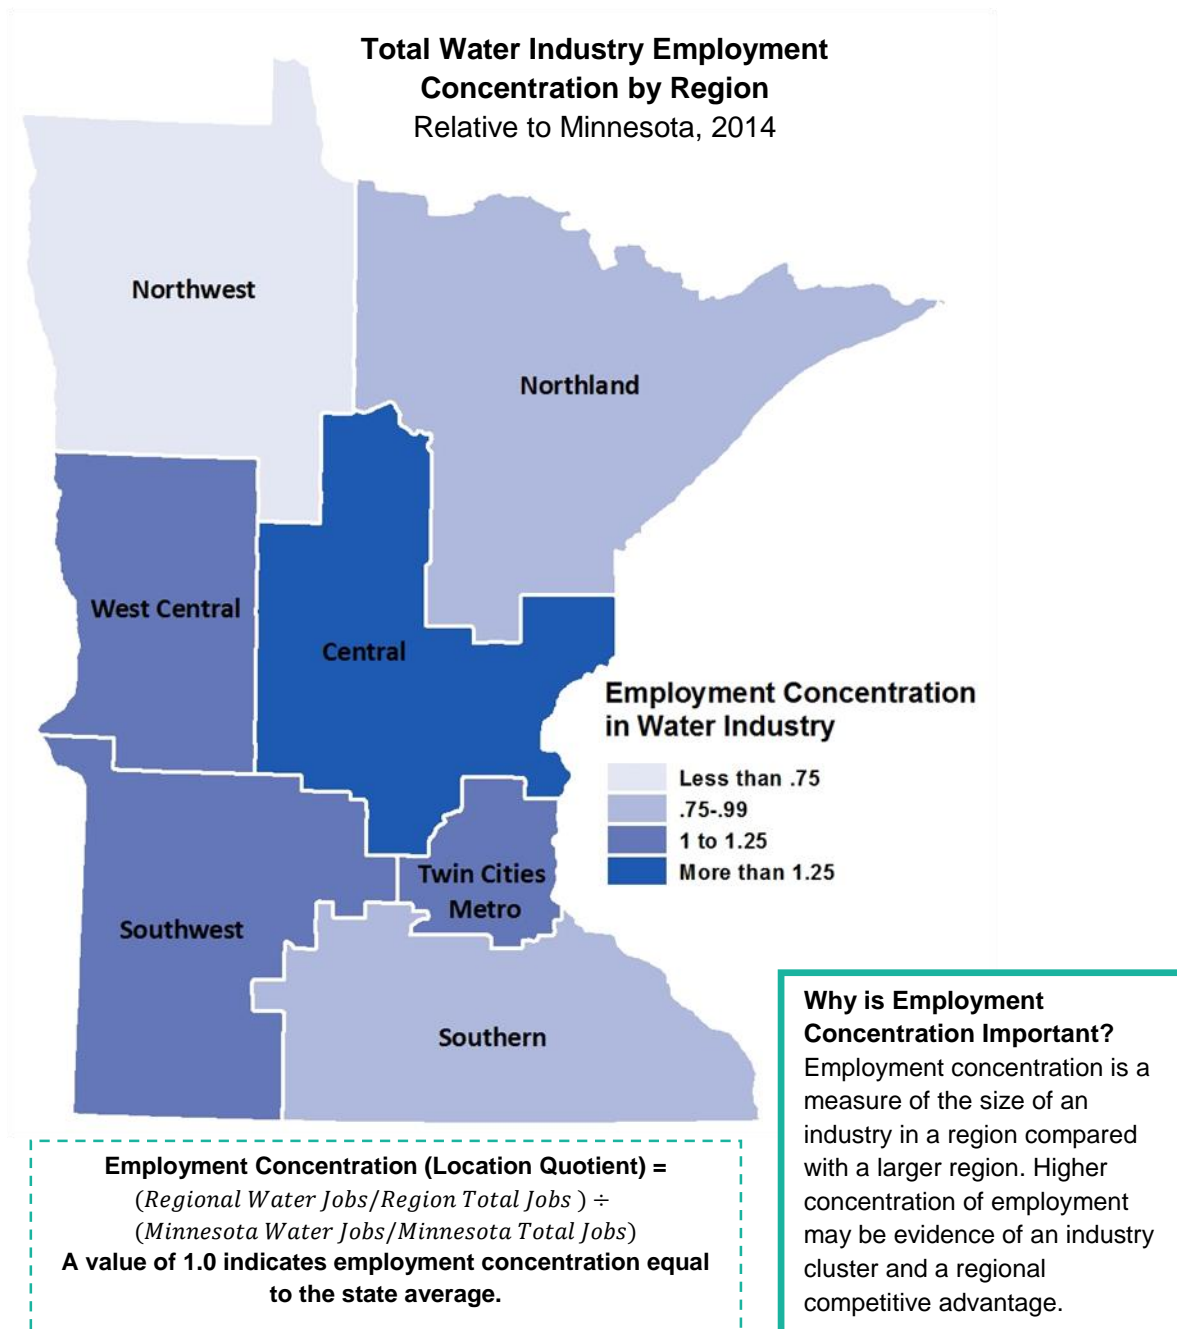 Total Water Industry Employment
Concentration by Region
Relative to Minnesota, 2014
Northwest
Northland
West Central
Central
Employment Concentration
in Water Industry
Less than .75
.75-.99
1 to 1.25
More than 1.25
Twin Cities
Metro
Southwest
Southern
Why is Employment
Concentration Important?
Employment concentration is a
measure of the size of an
industry in a region compared
with a larger region. Higher
concentration of employment
may be evidence of an industry
cluster and a regional
competitive advantage.
Employment Concentration (Location Quotient) =
(Regional Water Jobs/Region Total Jobs ) ÷
(Minnesota Water Jobs/Minnesota Total Jobs)
A value of 1.0 indicates employment concentration equal
to the state average.